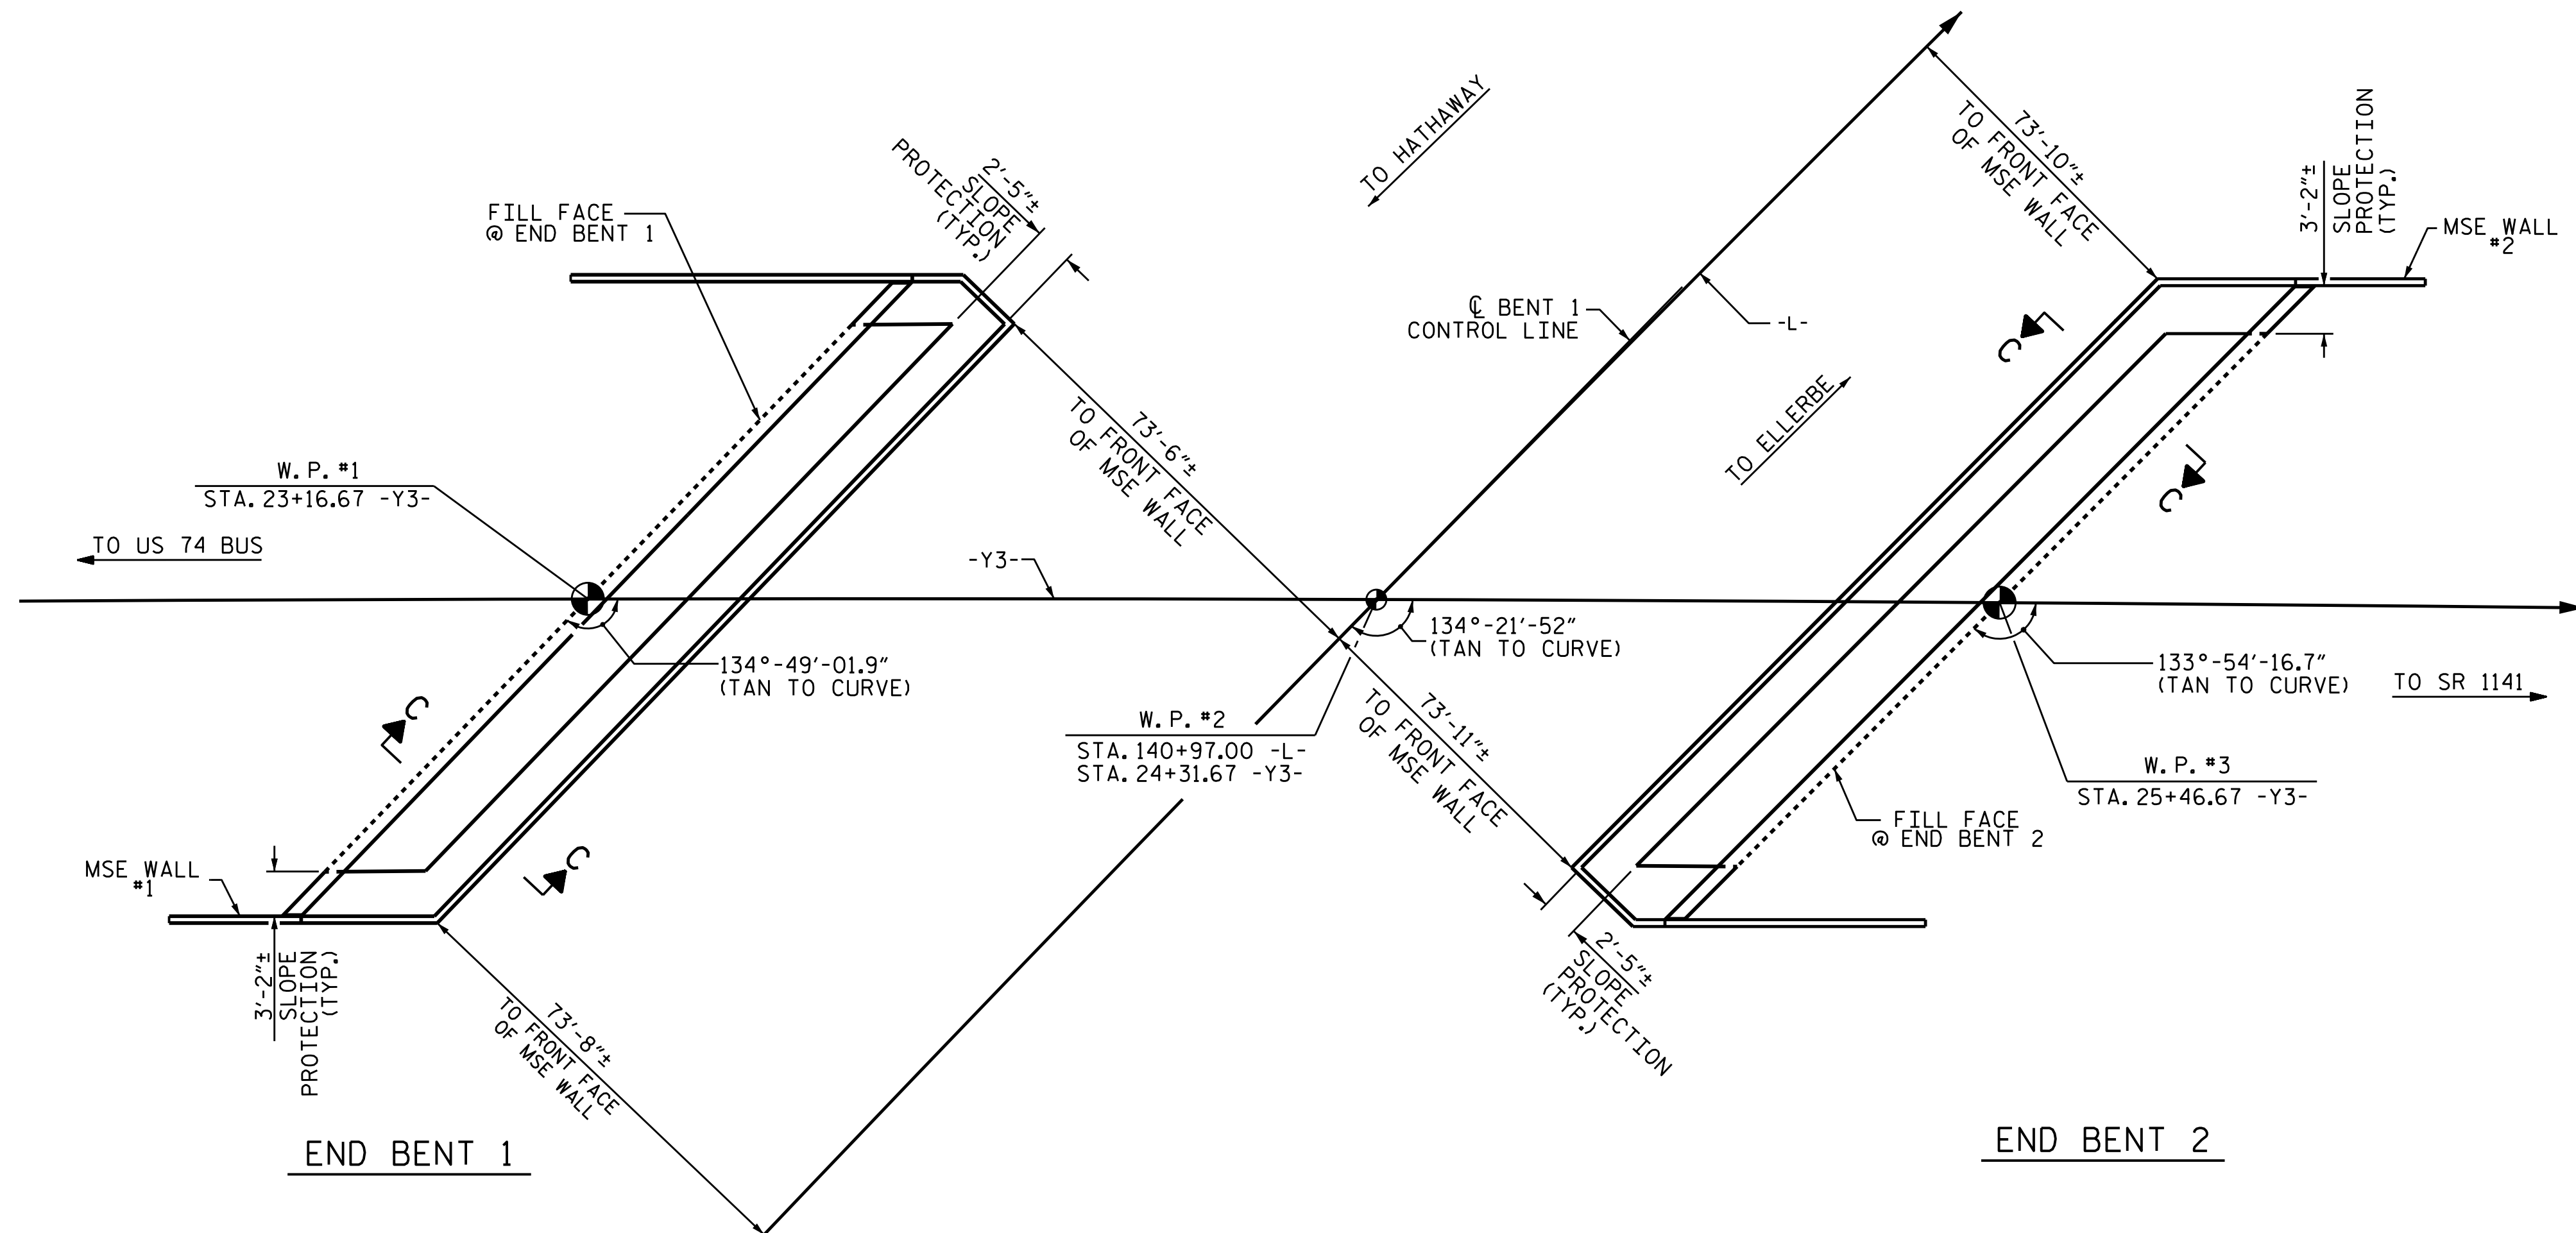 TO HATHAWAY
2'-5"±
SLOPE
PROTECTION
(TYP.)
73'-10"±
TO FRONT FACE
OF MSE
WALL
3'-2"±
SLOPE
PROTECTION
(TYP.)
MSE WALL
#2
FILL FACE
@ END BENT 1
℄ BENT 1
CONTROL LINE
-L-
C
TO ELLERBE
73'-6"±
TO FRONT FACE
OF MSE
WALL
C
W.P. #1
STA. 23+16.67 -Y3-
TO US 74 BUS
-Y3-
134°-49'-01.9"
(TAN TO CURVE)
134°-21'-52"
(TAN TO CURVE)
133°-54'-16.7"
(TAN TO CURVE)
TO SR 1141
C
W.P. #2
STA. 140+97.00 -L-
STA. 24+31.67 -Y3-
73'-11"±
TO FRONT FACE
OF MSE
WALL
W.P. #3
STA. 25+46.67 -Y3-
FILL FACE
@ END BENT 2
C
MSE WALL
#1
3'-2"±
SLOPE
PROTECTION
(TYP.)
73'-8"±
TO FRONT FACE
OF MSE
WALL
2'-5"±
SLOPE
PROTECTION
(TYP.)
END BENT 1
END BENT 2